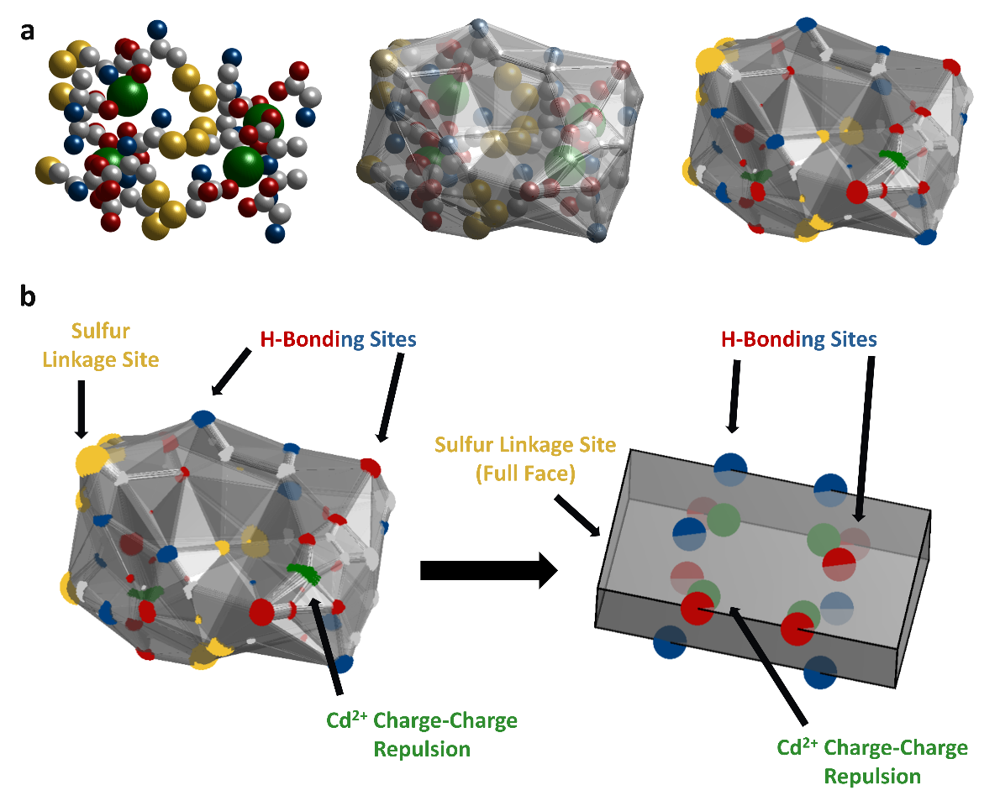 a
b
Sulfur
Linkage Site
H-Bonding Sites
H-Bonding Sites
Sulfur Linkage Site
(Full Face)
Cd²⁺ Charge-Charge
Repulsion
Cd²⁺ Charge-Charge
Repulsion